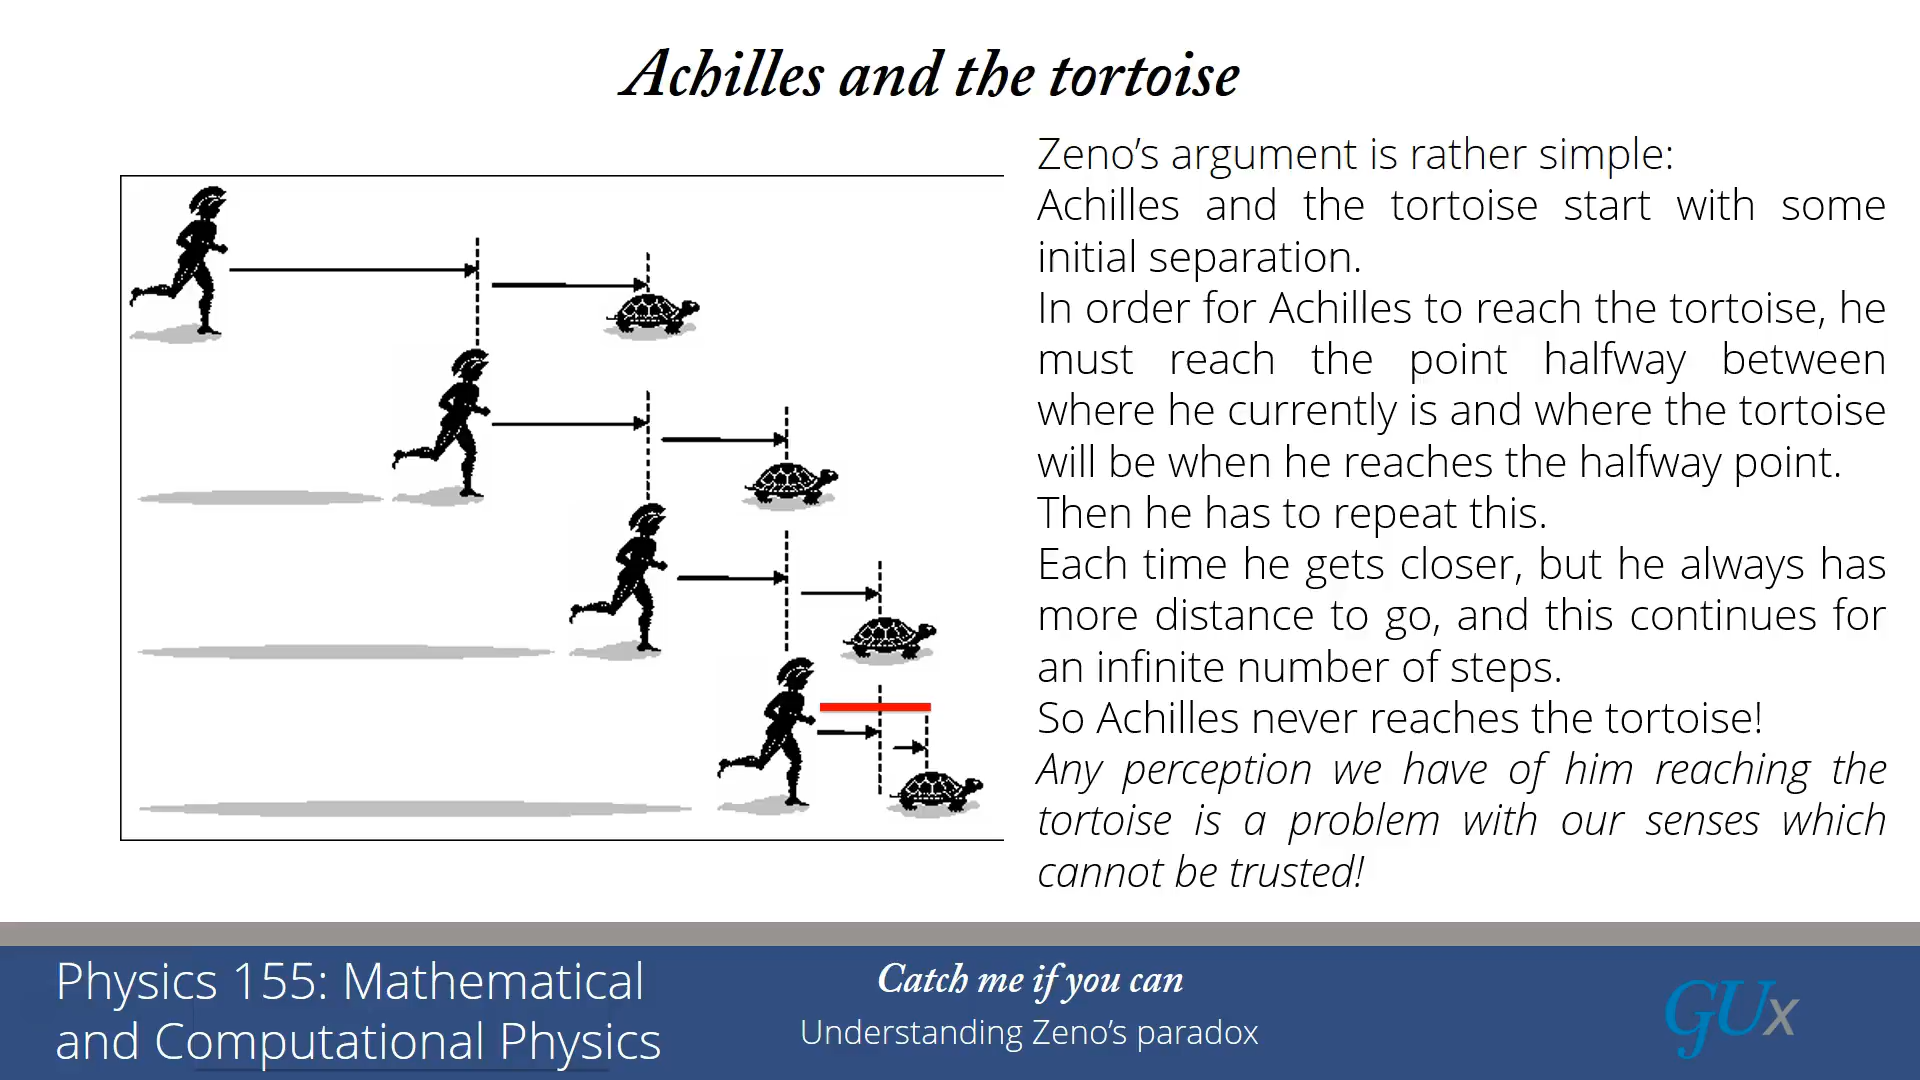 Achilles and the tortoise
Zeno’s argument is rather simple:
Achilles and the tortoise start with some
initial separation.
In order for Achilles to reach the tortoise, he
must reach the point halfway between
where he currently is and where the tortoise
will be when he reaches the halfway point.
Then he has to repeat this.
Each time he gets closer, but he always has
more distance to go, and this continues for
an infinite number of steps.
So Achilles never reaches the tortoise!
Any perception we have of him reaching the
tortoise is a problem with our senses which
cannot be trusted!
Physics 155: Mathematical
and Computational Physics
Catch me if you can
Understanding Zeno’s paradox
GUx